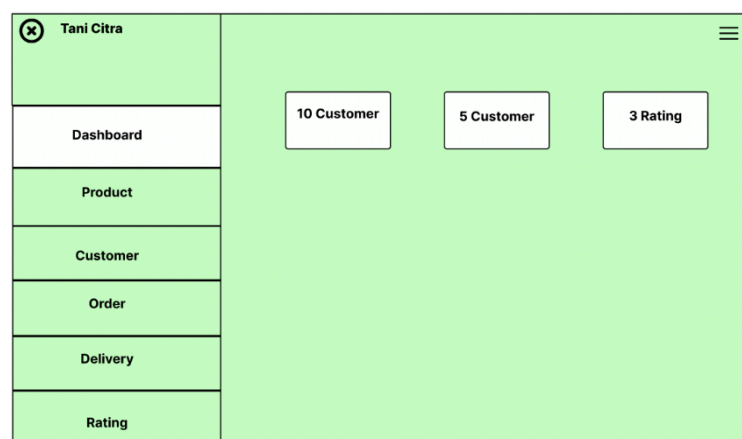 Tani Citra
Dashboard
Product
Customer
Order
Delivery
Rating
10 Customer
5 Customer
3 Rating